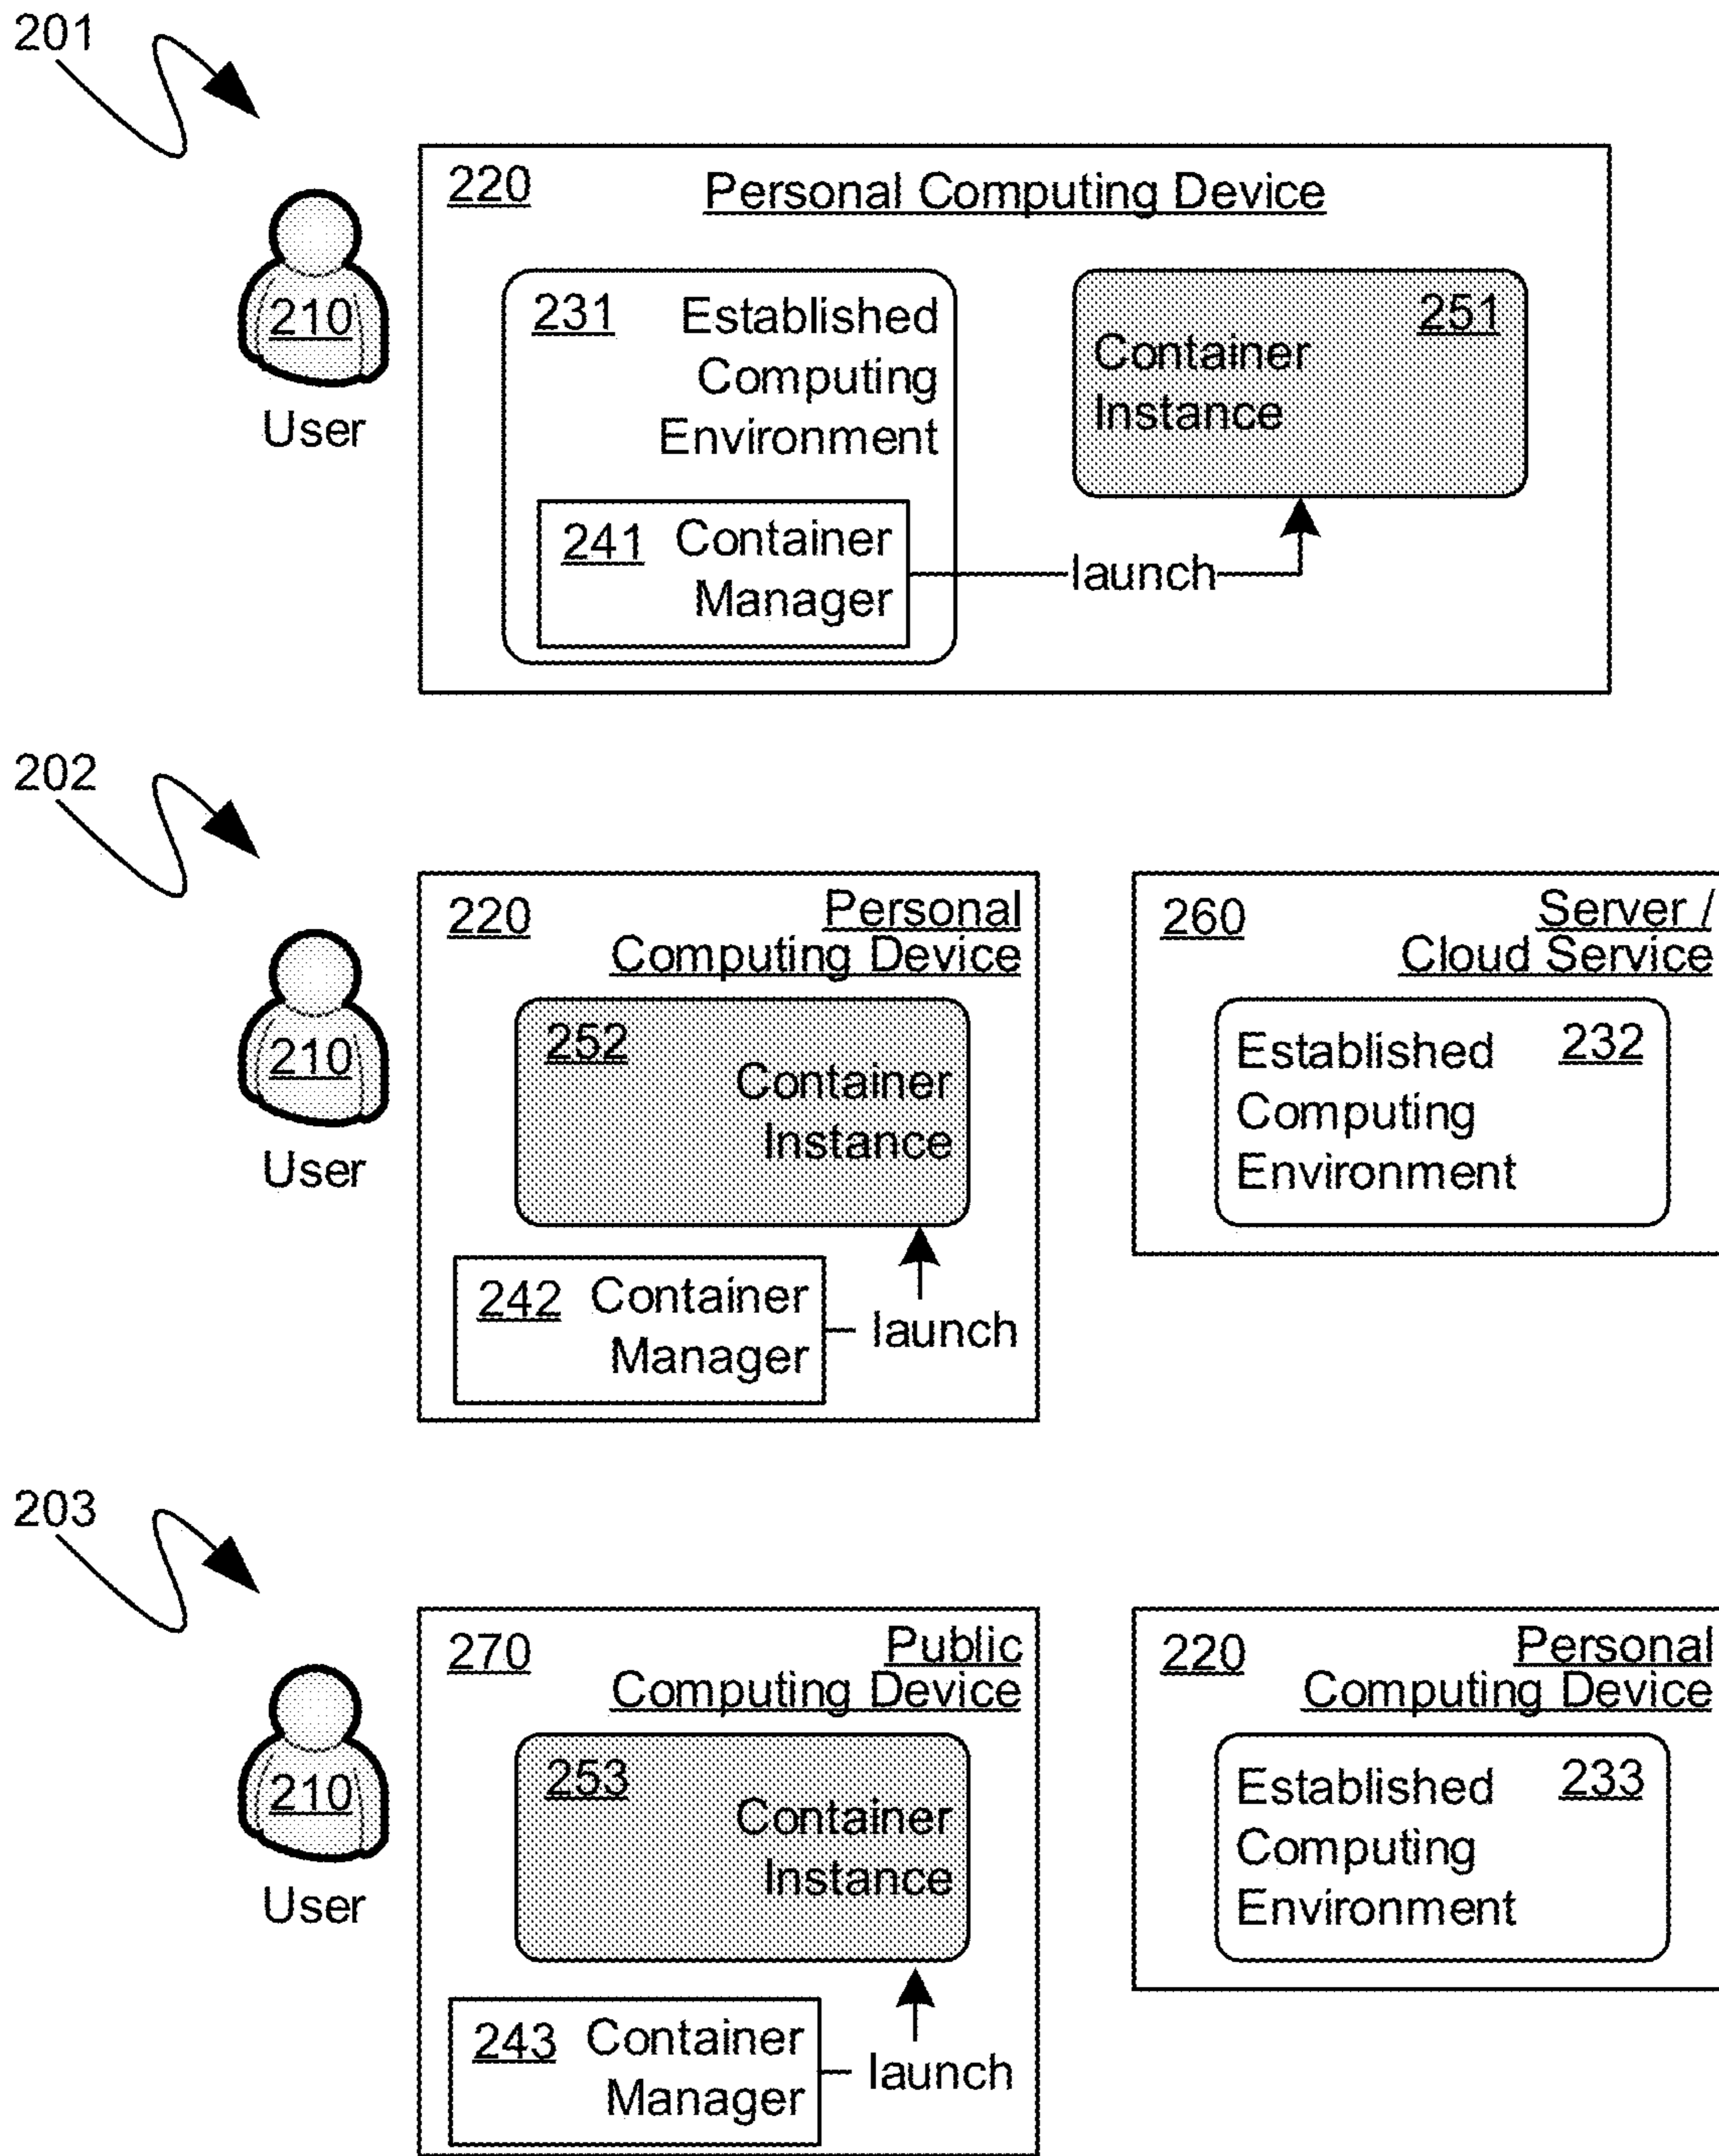 201
220 Personal Computing Device
231 Established
Computing
Environment
251
Container
Instance
210
User
241 Container
Manager
launch
202
220 Personal
Computing Device
260 Server /
Cloud Service
252
Container
Instance
Established 232
Computing
Environment
210
User
242 Container
Manager
launch
203
270 Public
Computing Device
220 Personal
Computing Device
253
Container
Instance
Established 233
Computing
Environment
210
User
243 Container
Manager
launch